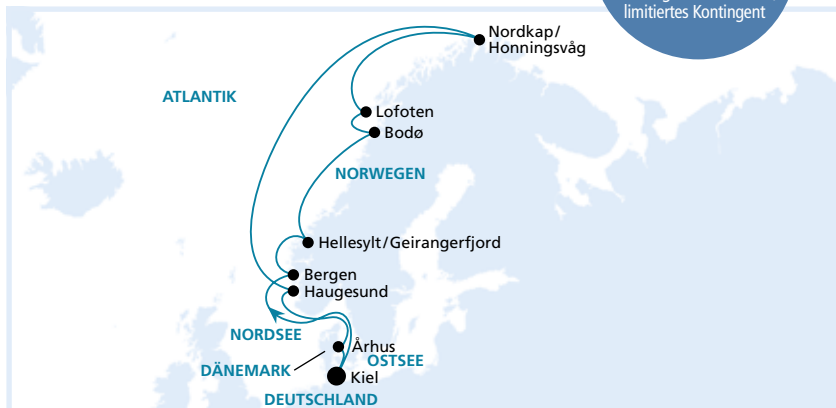 limitiertes Kontingent
Nordkap/
Honningsvåg
ATLANTIK
Lofoten
Bodø
NORWEGEN
Hellesylt/Geirangerfjord
Bergen
Haugesund
NORDSEE
Århus
OSTSEE
DÄNEMARK
Kiel
DEUTSCHLAND